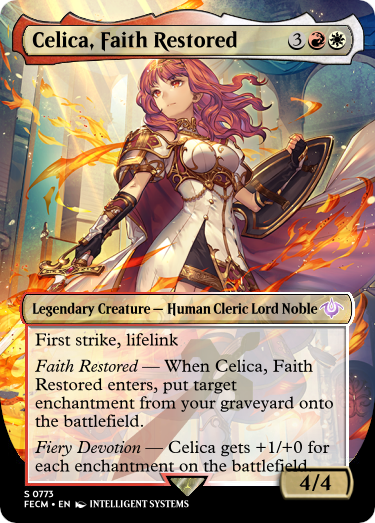 Celica, Faith Restored 3
Legendary Creature — Human Cleric Lord Noble
First strike, lifelink
Faith Restored — When Celica, Faith
Restored enters, put target
enchantment from your graveyard onto
the battlefield.
Fiery Devotion — Celica gets +1/+0 for
each enchantment on the battlefield.
4/4
S 0773
FECM • EN INTELLIGENT SYSTEMS